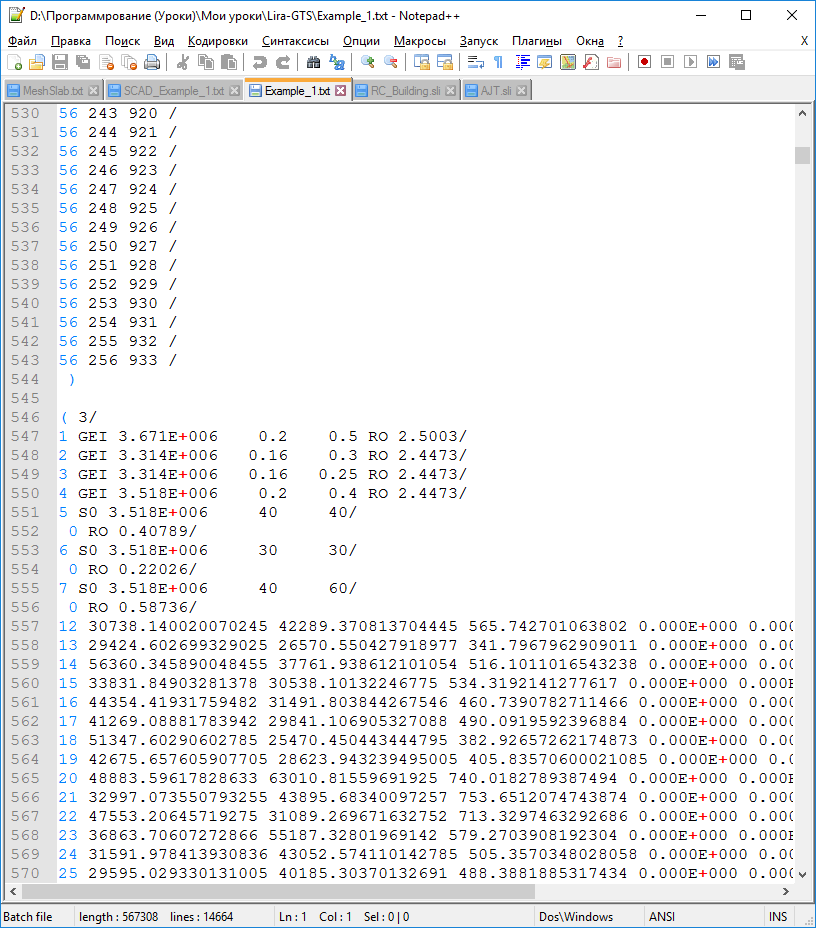 D:\Программрование (Уроки)\Мои уроки\Lira-GTS\Example_1.txt - Notepad++
Файл Правка Поиск Вид Кодировки Синтаксисы Опции Макросы Запуск Плагины Окна ? X
MeshSlab.txt SCAD_Example_1.txt Example_1.txt RC_Building.sli AJT.sli
530 56 243 920 /
531 56 244 921 /
532 56 245 922 /
533 56 246 923 /
534 56 247 924 /
535 56 248 925 /
536 56 249 926 /
537 56 250 927 /
538 56 251 928 /
539 56 252 929 /
540 56 253 930 /
541 56 254 931 /
542 56 255 932 /
543 56 256 933 /
544 )
545
546 ( 3/
547 1 GEI 3.671E+006 0.2 0.5 RO 2.5003/
548 2 GEI 3.314E+006 0.16 0.3 RO 2.4473/
549 3 GEI 3.314E+006 0.16 0.25 RO 2.4473/
550 4 GEI 3.518E+006 0.2 0.4 RO 2.4473/
551 5 S0 3.518E+006 40 40/
552 0 RO 0.40789/
553 6 S0 3.518E+006 30 30/
554 0 RO 0.22026/
555 7 S0 3.518E+006 40 60/
556 0 RO 0.58736/
557 12 30738.140020070245 42289.370813704445 565.742701063802 0.000E+000 0.000
558 13 29424.602699329025 26570.550427918977 341.7967962909011 0.000E+000 0.00
559 14 56360.345890048455 37761.938612101054 516.1011016543238 0.000E+000 0.00
560 15 33831.84903281378 30538.10132246775 534.3192141277617 0.000E+000 0.000E
561 16 44354.41931759482 31491.803844267546 460.7390782711466 0.000E+000 0.000
562 17 41269.08881783942 29841.106905327088 490.0919592396884 0.000E+000 0.000
563 18 51347.60290602785 25470.450443444795 382.92657262174873 0.000E+000 0.00
564 19 42675.657605907705 28623.943239495005 405.83570600021085 0.000E+000 0.0
565 20 48883.59617828633 63010.81559691925 740.0182789387494 0.000E+000 0.000E
566 21 32997.073550793255 43895.68340097257 753.6512074743874 0.000E+000 0.000
567 22 47553.20645719275 31089.269671632752 713.3297463292686 0.000E+000 0.000
568 23 36863.70607272866 55187.32801969142 579.2703908192304 0.000E+000 0.000E
569 24 31591.978413930836 43052.574110142785 505.3570348028058 0.000E+000 0.00
570 25 29595.029330131005 40185.30370132691 488.3881885317434 0.000E+000 0.000
Batch file length : 567308 lines : 14664 Ln : 1 Col : 1 Sel : 0 | 0 Dos\Windows ANSI INS